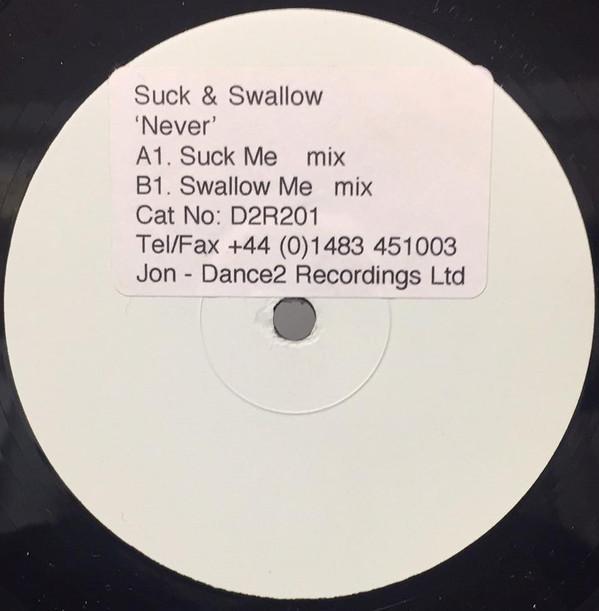 Suck & Swallow
‘Never’
A1. Suck Me mix
B1. Swallow Me mix
Cat No: D2R201
Tel/Fax +44 (0)1483 451003
Jon - Dance2 Recordings Ltd